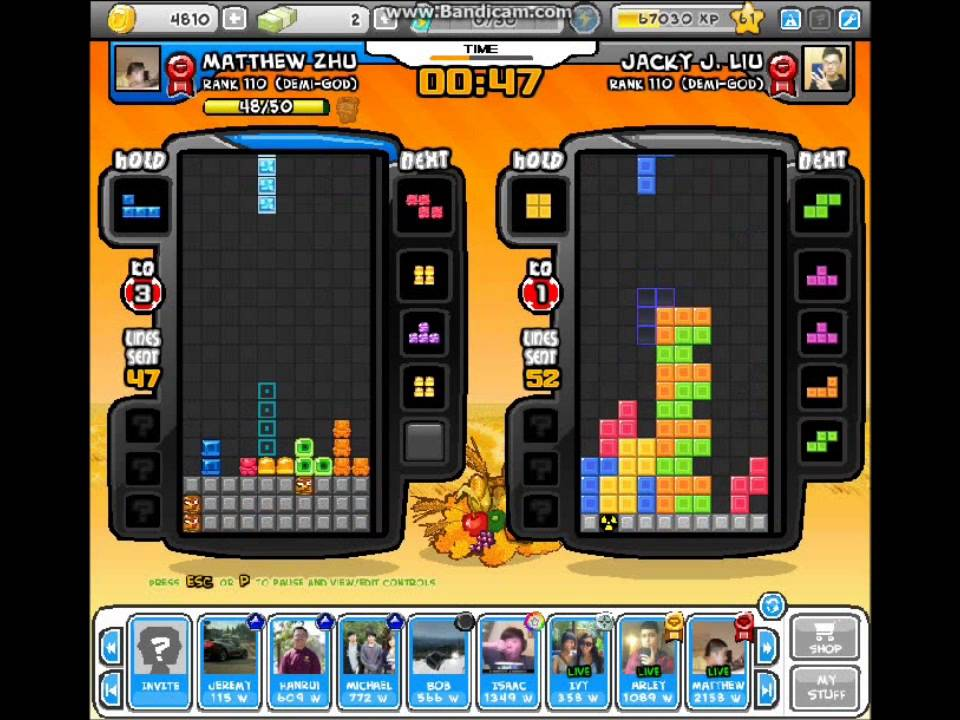 4810
2
www.Bandicam.com
67030 XP
61
MATTHEW ZHU
RANK 110 (DEMI-GOD)
48/50
TIME
00:47
JACKY J. LIU
RANK 110 (DEMI-GOD)
HOLD
NEXT
HOLD
NEXT
KO
3
KO
1
LINES
SENT
47
LINES
SENT
52
PRESS ESC OR P TO PAUSE AND VIEW/EDIT CONTROLS
INVITE
JEREMY
115 W
HANRUI
609 W
MICHAEL
772 W
BOB
566 W
ISAAC
1349 W
LIVE
IVY
358 W
LIVE
ARLEY
1089 W
LIVE
MATTHEW
2153 W
SHOP
MY
STUFF